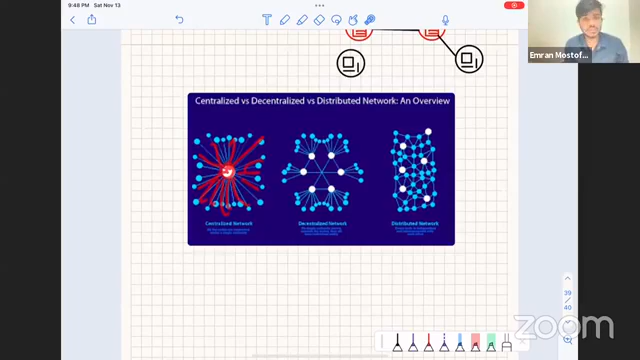 9:48 PM Sat Nov 13
Emran Mostof...
Centralized vs Decentralized vs Distributed Network: An Overview
Centralized Network
Decentralized Network
Distributed Network
39
/
40
zoom